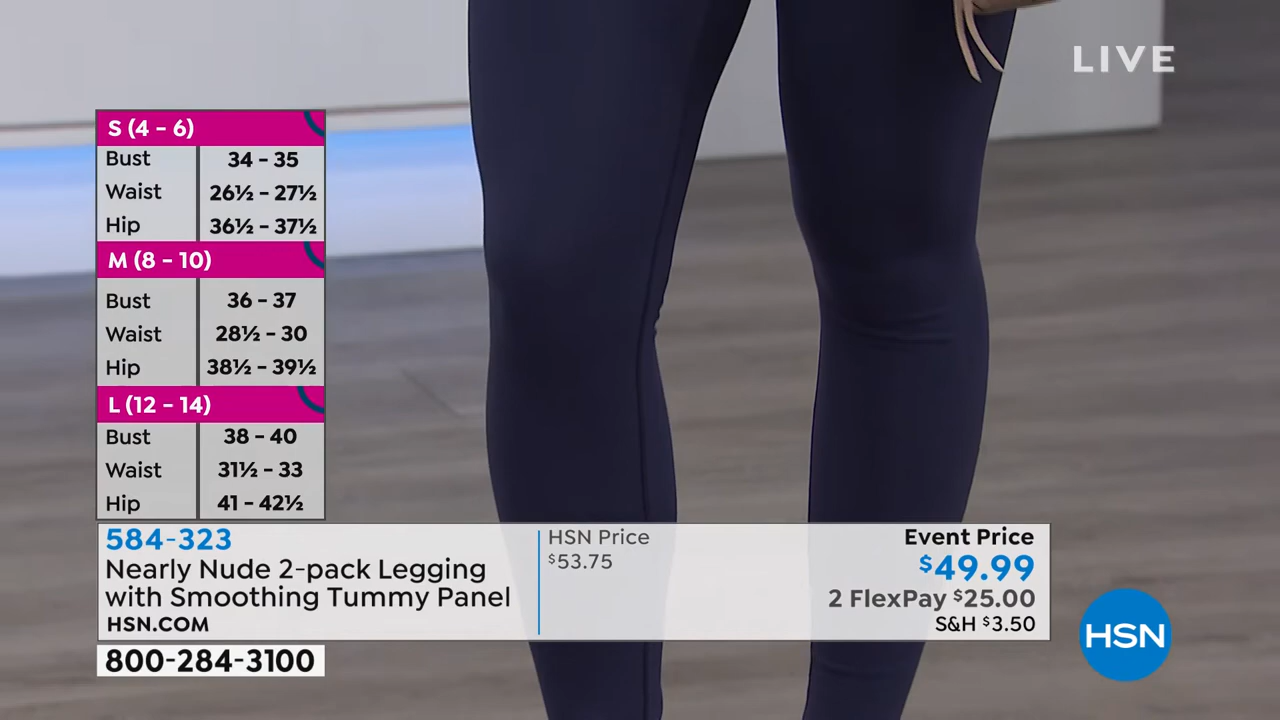 LIVE
S (4 - 6)
Bust 34 - 35
Waist 26½ - 27½
Hip 36½ - 37½
M (8 - 10)
Bust 36 - 37
Waist 28½ - 30
Hip 38½ - 39½
L (12 - 14)
Bust 38 - 40
Waist 31½ - 33
Hip 41 - 42½
584-323
Nearly Nude 2-pack Legging
with Smoothing Tummy Panel
HSN.COM
HSN Price
$53.75
Event Price
$49.99
2 FlexPay $25.00
S&H $3.50
800-284-3100
HSN